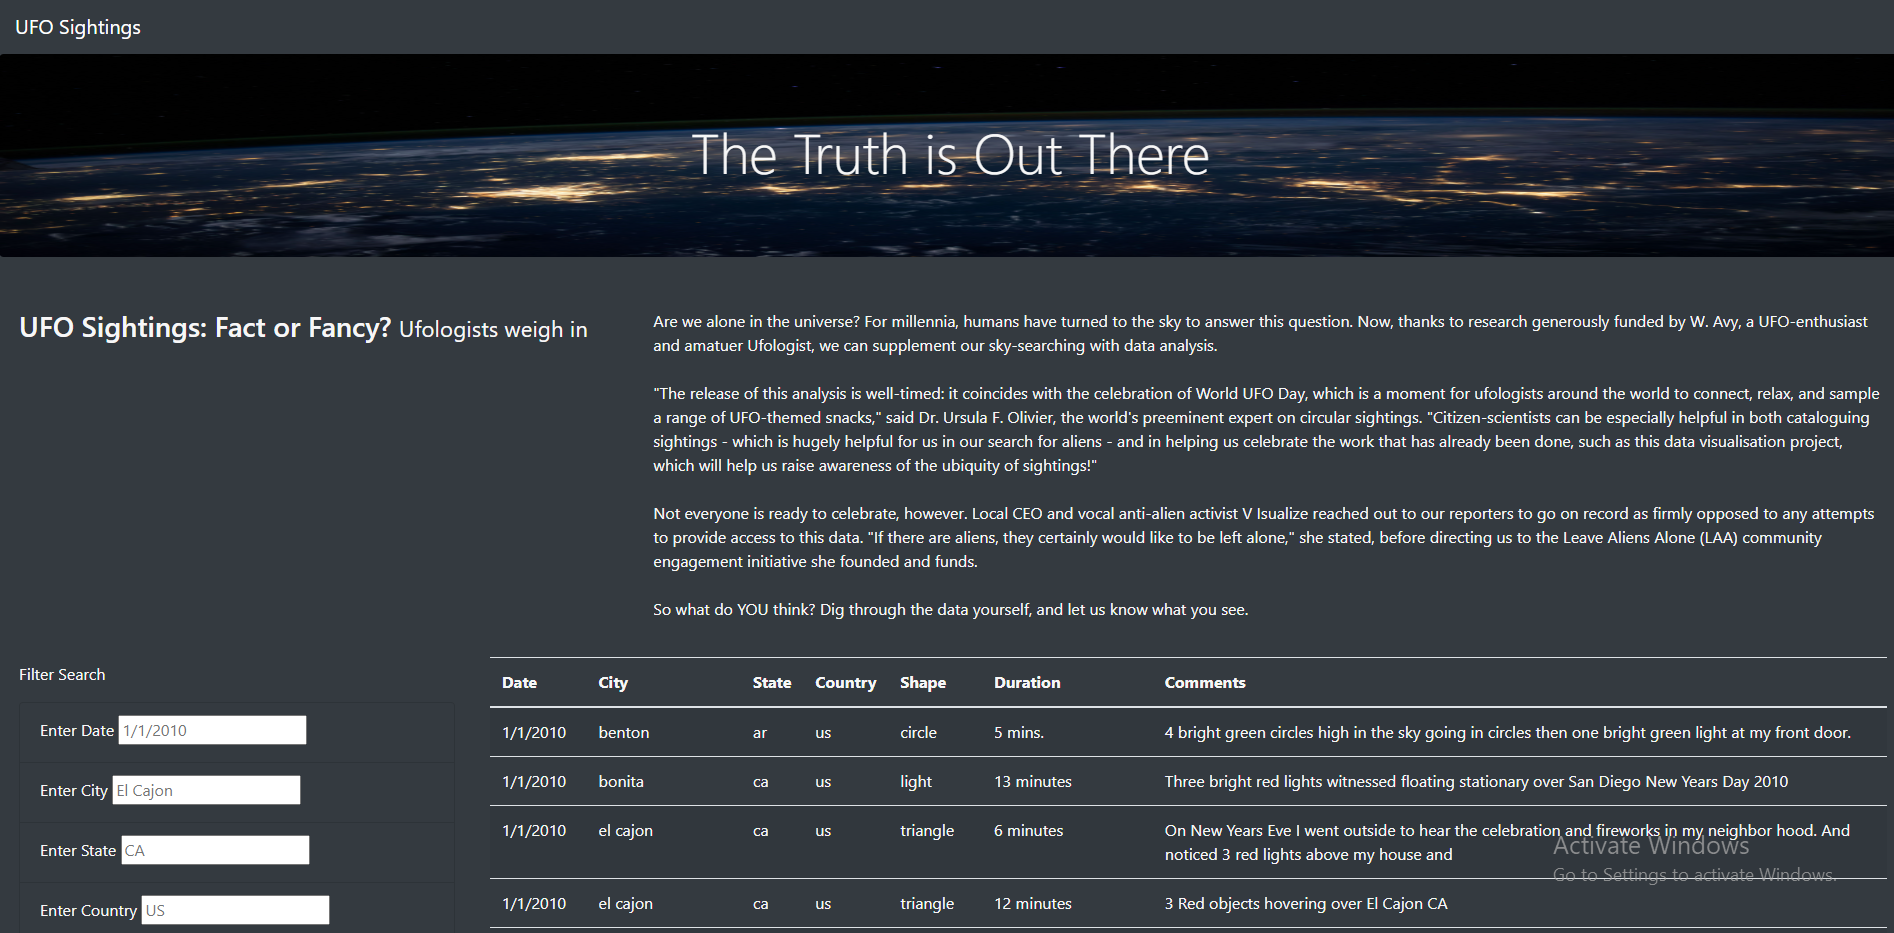 UFO Sightings
The Truth is Out There
UFO Sightings: Fact or Fancy? Ufologists weigh in
Are we alone in the universe? For millennia, humans have turned to the sky to answer this question. Now, thanks to research generously funded by W. Avy, a UFO-enthusiast
and amatuer Ufologist, we can supplement our sky-searching with data analysis.
"The release of this analysis is well-timed: it coincides with the celebration of World UFO Day, which is a moment for ufologists around the world to connect, relax, and sample
a range of UFO-themed snacks," said Dr. Ursula F. Olivier, the world's preeminent expert on circular sightings. "Citizen-scientists can be especially helpful in both cataloguing
sightings - which is hugely helpful for us in our search for aliens - and in helping us celebrate the work that has already been done, such as this data visualisation project,
which will help us raise awareness of the ubiquity of sightings!"
Not everyone is ready to celebrate, however. Local CEO and vocal anti-alien activist V Isualize reached out to our reporters to go on record as firmly opposed to any attempts
to provide access to this data. "If there are aliens, they certainly would like to be left alone," she stated, before directing us to the Leave Aliens Alone (LAA) community
engagement initiative she founded and funds.
So what do YOU think? Dig through the data yourself, and let us know what you see.
Filter Search
Enter Date 1/1/2010
Enter City El Cajon
Enter State CA
Enter Country US
Date City State Country Shape Duration Comments
1/1/2010 benton ar us circle 5 mins. 4 bright green circles high in the sky going in circles then one bright green light at my front door.
1/1/2010 bonita ca us light 13 minutes Three bright red lights witnessed floating stationary over San Diego New Years Day 2010
1/1/2010 el cajon ca us triangle 6 minutes On New Years Eve I went outside to hear the celebration and fireworks in my neighbor hood. And
noticed 3 red lights above my house and
1/1/2010 el cajon ca us triangle 12 minutes 3 Red objects hovering over El Cajon CA
Activate Windows
Go to Settings to activate Windows.